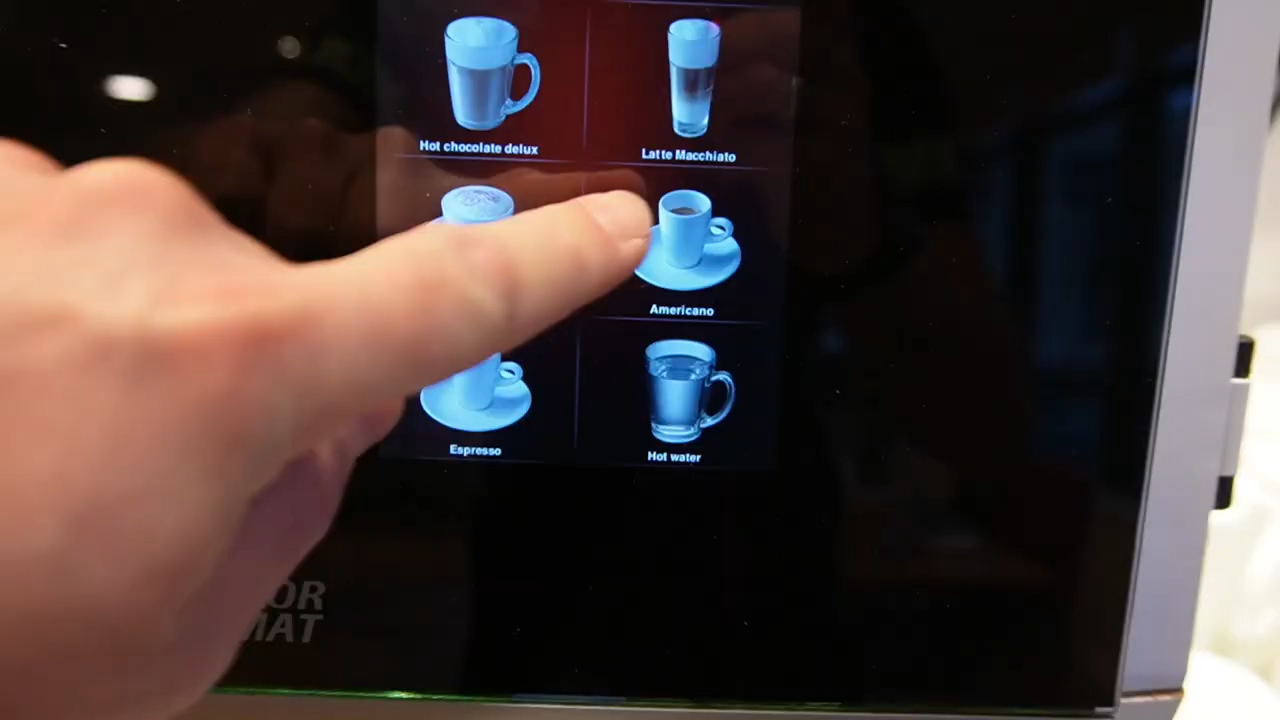 Hot chocolate delux
Latte Macchiato
Americano
Espresso
Hot water